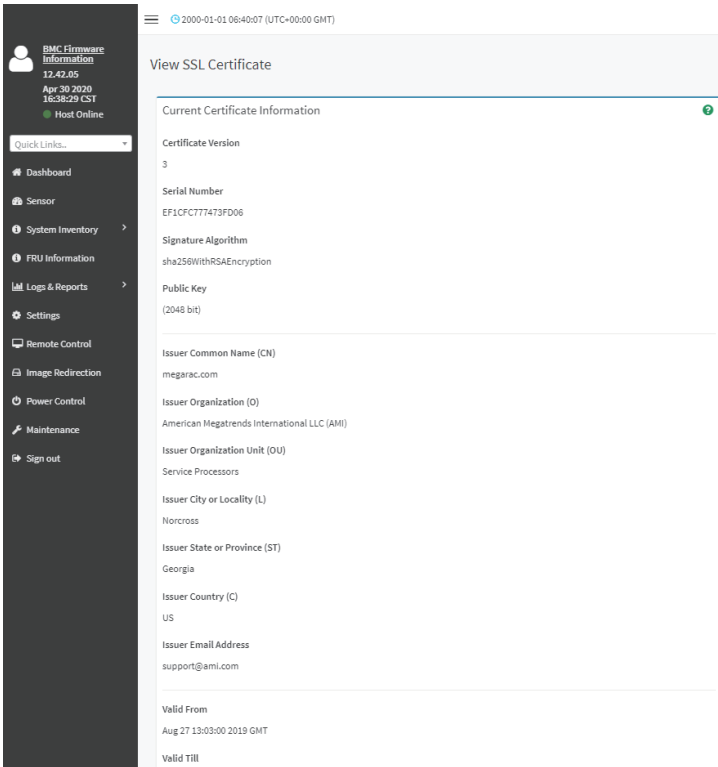 2000-01-01 06:40:07 (UTC+00:00 GMT)
BMC Firmware
Information
12.42.05
Apr 30 2020
16:38:29 CST
Host Online
Quick Links..
Dashboard
Sensor
System Inventory
FRU Information
Logs & Reports
Settings
Remote Control
Image Redirection
Power Control
Maintenance
Sign out
View SSL Certificate
Current Certificate Information
Certificate Version
3
Serial Number
EF1CFC777473FD06
Signature Algorithm
sha256WithRSAEncryption
Public Key
(2048 bit)
Issuer Common Name (CN)
megarac.com
Issuer Organization (O)
American Megatrends International LLC (AMI)
Issuer Organization Unit (OU)
Service Processors
Issuer City or Locality (L)
Norcross
Issuer State or Province (ST)
Georgia
Issuer Country (C)
US
Issuer Email Address
support@ami.com
Valid From
Aug 27 13:03:00 2019 GMT
Valid Till